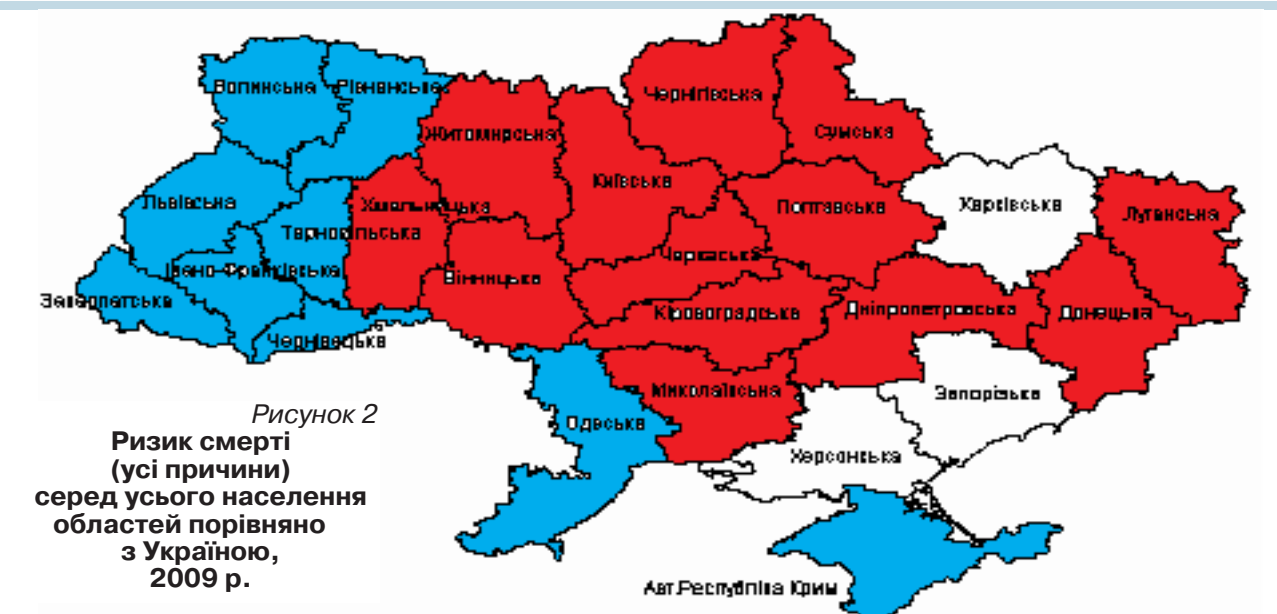 Волинська
Рівненська
Чернігівська
Житомирська
Сумська
Київська
Львівська
Хмельницька
Полтавська
Харківська
Луганська
Тернопільська
Черкаська
Івано-Франківська
Вінницька
Закарпатська
Кіровоградська
Дніпропетровська
Донецька
Чернівецька
Миколаївська
Запорізька
Одеська
Херсонська
Авт.Республіка Крим
Рисунок 2
Ризик смерті
(усі причини)
серед усього населення
областей порівняно
з Україною,
2009 р.